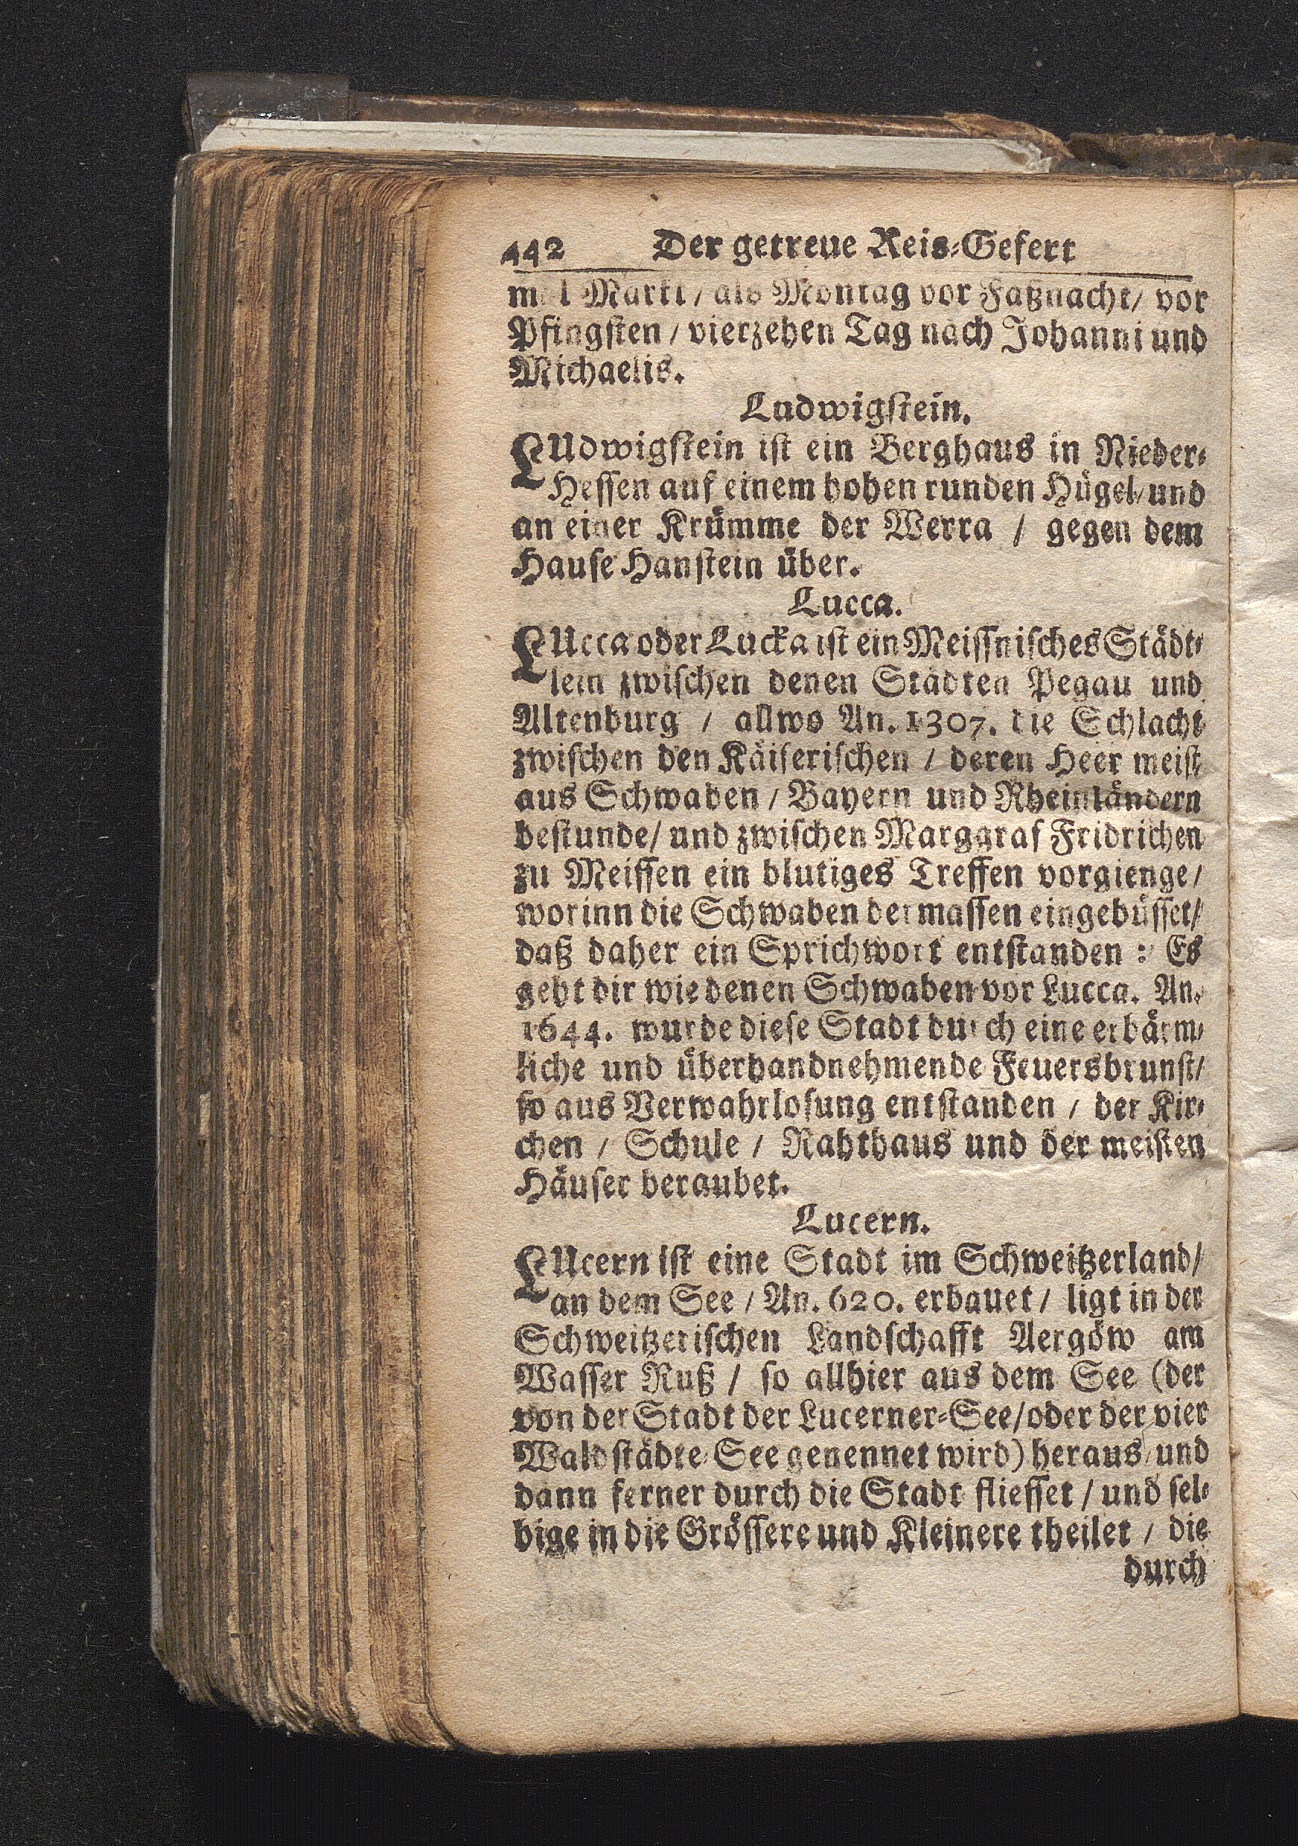 442 Der getreue Reis-Gefert
mal Markt / als Montag vor Faßnacht / vor
Pfingsten / vierzehen Tag nach Johanni und
Michaelis.
Ludwigstein.
LUdwigstein ist ein Berghaus in Nieder-
Hessen auf einem hohen runden Hügel / und
an einer Krümme der Werra / gegen dem
Hause Hanstein über.
Lucca.
LUcca oder Lucka ist ein Meissnisches Städt-
lein zwischen denen Städten Pegau und
Altenburg / allwo An. 1307. die Schlacht
zwischen den Käiserischen / deren Heer meist
aus Schwaben / Bayern und Rheinländern
bestunde / und zwischen Marggraf Fridrichen
zu Meissen ein blutiges Treffen vorgienge /
worinn die Schwaben dermassen eingebüsset /
daß daher ein Sprichwort entstanden : Es
geht dir wie denen Schwaben vor Lucca. An.
1644. wurde diese Stadt durch eine erbärm-
liche und überhandnehmende Feuersbrunst /
so aus Verwahrlosung entstanden / der Kir-
chen / Schule / Rahthaus und der meisten
Häuser beraubet.
Lucern.
LUcern ist eine Stadt im Schweitzerland /
an dem See / An. 620. erbauet / ligt in der
Schweitzerischen Landschafft Aergöw am
Wasser Ruß / so allhier aus dem See (der
von der Stadt der Lucerner-See / oder der vier
Waldstädte-See genennet wird) heraus / und
dann ferner durch die Stadt fliesset / und sel-
bige in die Grössere und Kleinere theilet / die
durch